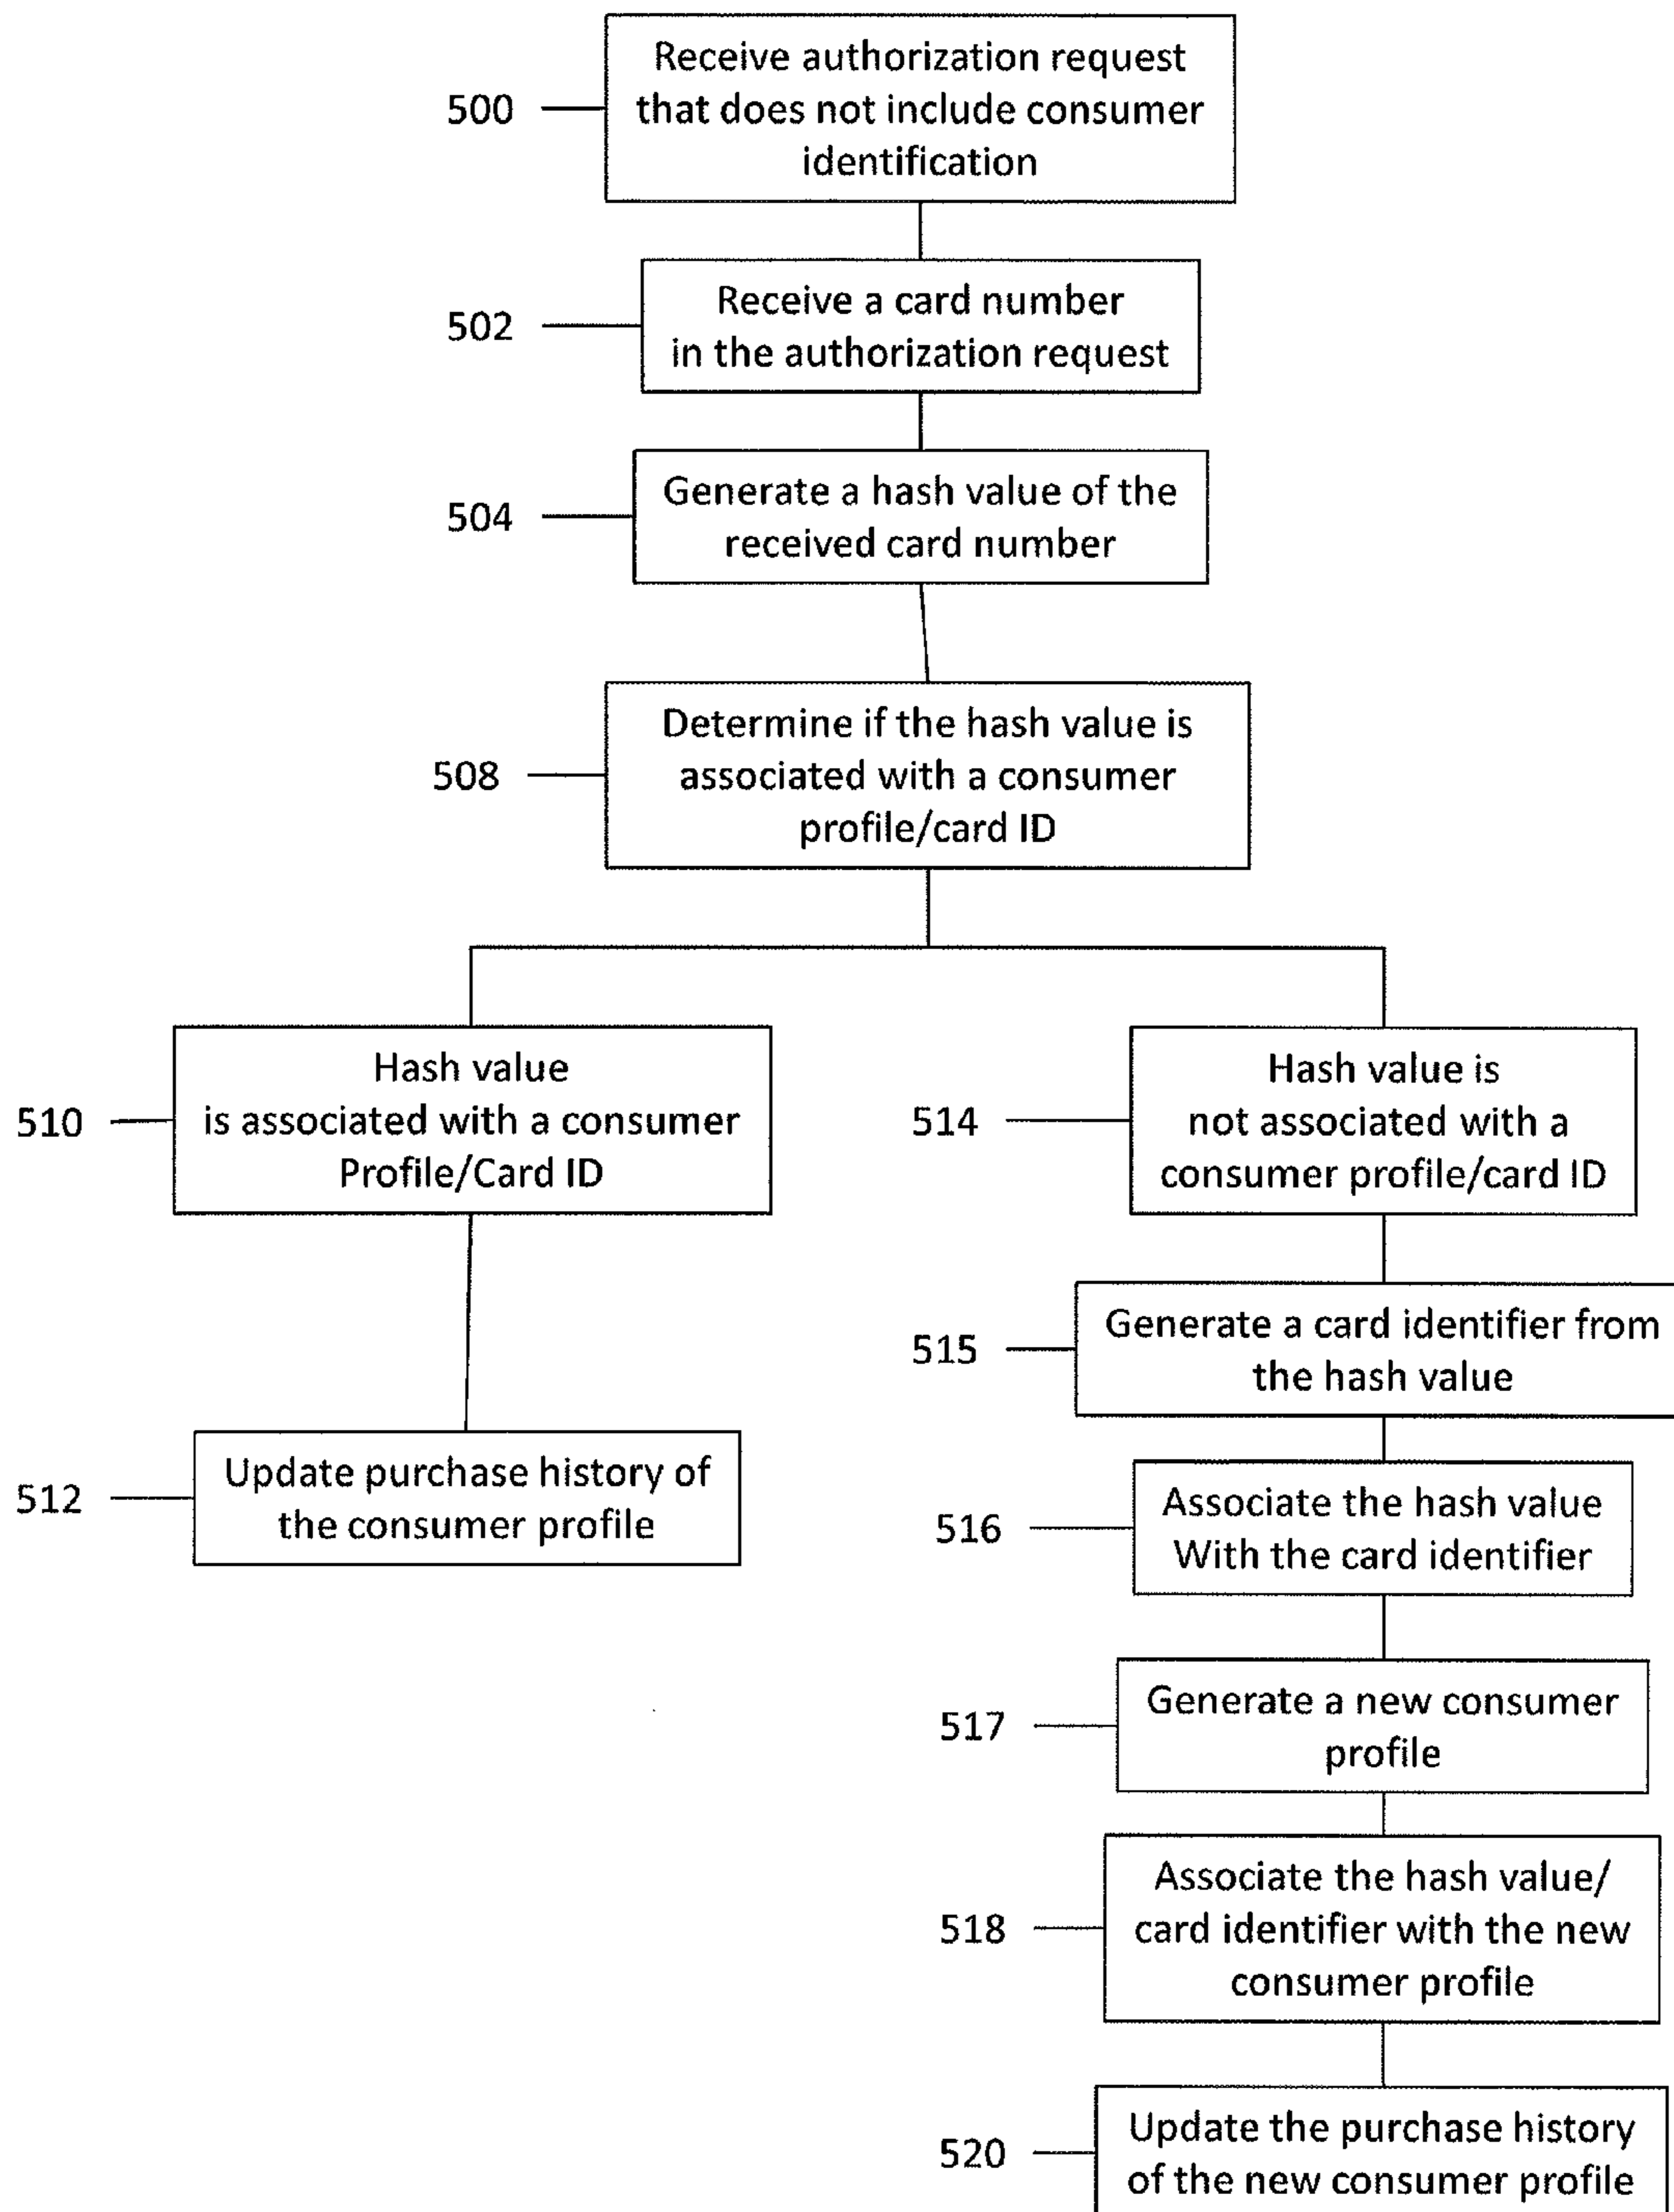 500
Receive authorization request
that does not include consumer
identification
502
Receive a card number
in the authorization request
504
Generate a hash value of the
received card number
508
Determine if the hash value is
associated with a consumer
profile/card ID
510
Hash value
is associated with a consumer
Profile/Card ID
512
Update purchase history of
the consumer profile
514
Hash value is
not associated with a
consumer profile/card ID
515
Generate a card identifier from
the hash value
516
Associate the hash value
With the card identifier
517
Generate a new consumer
profile
518
Associate the hash value/
card identifier with the new
consumer profile
520
Update the purchase history
of the new consumer profile